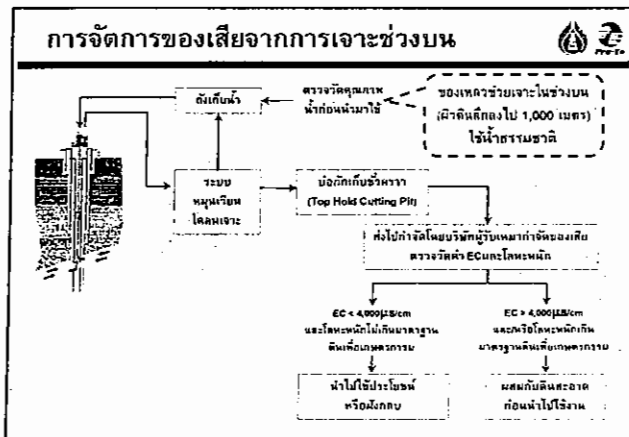 การจัดการของเสียจากการเจาะช่วงบน
Pro-En
ถังเก็บน้ำ
ตรวจวัดคุณภาพ
น้ำก่อนนำมาใช้
ของเหลวช่วยเจาะในช่วงบน
(ผิวดินลึกลงไป 1,000 เมตร)
ใช้น้ำธรรมชาติ
ระบบ
หมุนเวียน
โคลนเจาะ
บ่อกักเก็บชั่วคราว
(Top Hold Cutting Pit)
ส่งไปกำจัดโดยบริษัทผู้รับเหมากำจัดของเสีย
ตรวจวัดค่า ECและโลหะหนัก
EC < 4,000µS/cm
และโลหะหนักไม่เกินมาตรฐาน
ดินเพื่อเกษตรกรรม
EC > 4,000µS/cm
และ/หรือโลหะหนักเกิน
มาตรฐานดินเพื่อเกษตรกรรม
นำไปใช้ประโยชน์
หรือฝังกลบ
ผสมกับดินสะอาด
ก่อนนำไปใช้งาน